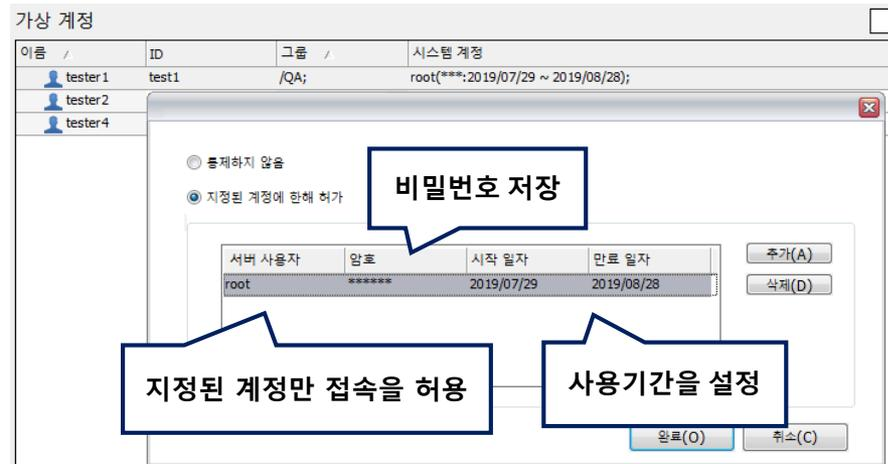 가상 계정
이름 ID 그룹 시스템 계정
tester1 test1 /QA; root(***:2019/07/29 ~ 2019/08/28);
tester2
tester4
통제하지 않음
지정된 계정에 한해 허가
비밀번호 저장
서버 사용자 암호 시작 일자 만료 일자
root ****** 2019/07/29 2019/08/28
추가(A)
삭제(D)
지정된 계정만 접속을 허용
사용기간을 설정
완료(O) 취소(C)